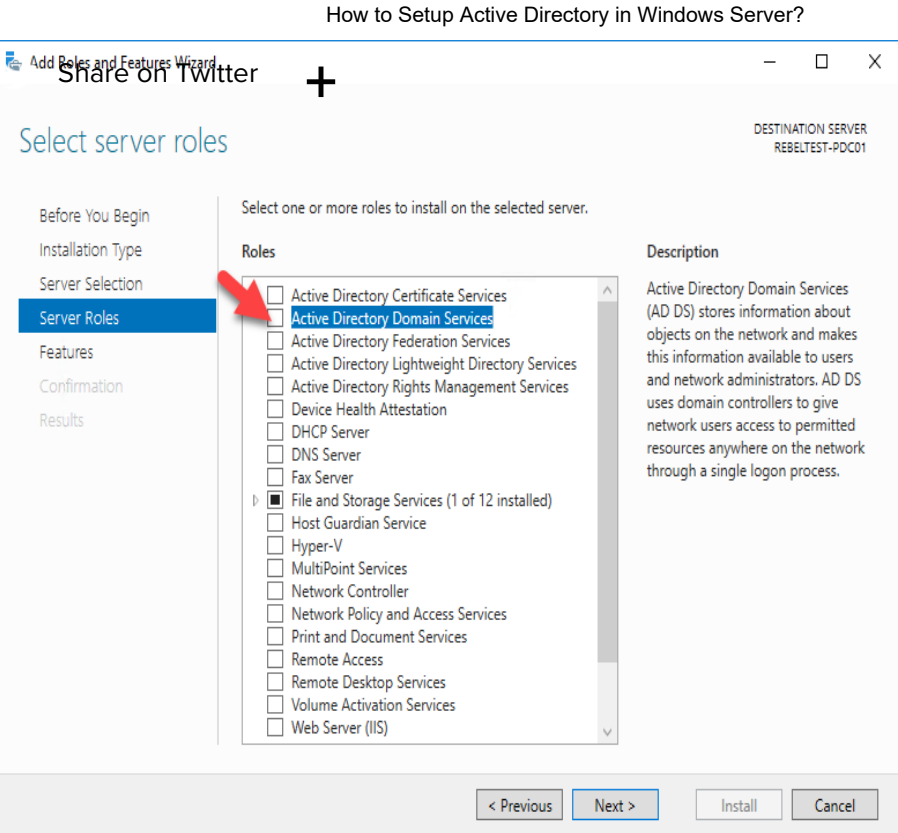 How to Setup Active Directory in Windows Server?
Add Roles and Features Wizard
Share on Twitter +
Select server roles
DESTINATION SERVER
REBELTEST-PDC01
Before You Begin
Installation Type
Server Selection
Server Roles
Features
Confirmation
Results
Select one or more roles to install on the selected server.
Roles
Active Directory Certificate Services
Active Directory Domain Services
Active Directory Federation Services
Active Directory Lightweight Directory Services
Active Directory Rights Management Services
Device Health Attestation
DHCP Server
DNS Server
Fax Server
File and Storage Services (1 of 12 installed)
Host Guardian Service
Hyper-V
MultiPoint Services
Network Controller
Network Policy and Access Services
Print and Document Services
Remote Access
Remote Desktop Services
Volume Activation Services
Web Server (IIS)
Description
Active Directory Domain Services
(AD DS) stores information about
objects on the network and makes
this information available to users
and network administrators. AD DS
uses domain controllers to give
network users access to permitted
resources anywhere on the network
through a single logon process.
< Previous
Next >
Install
Cancel